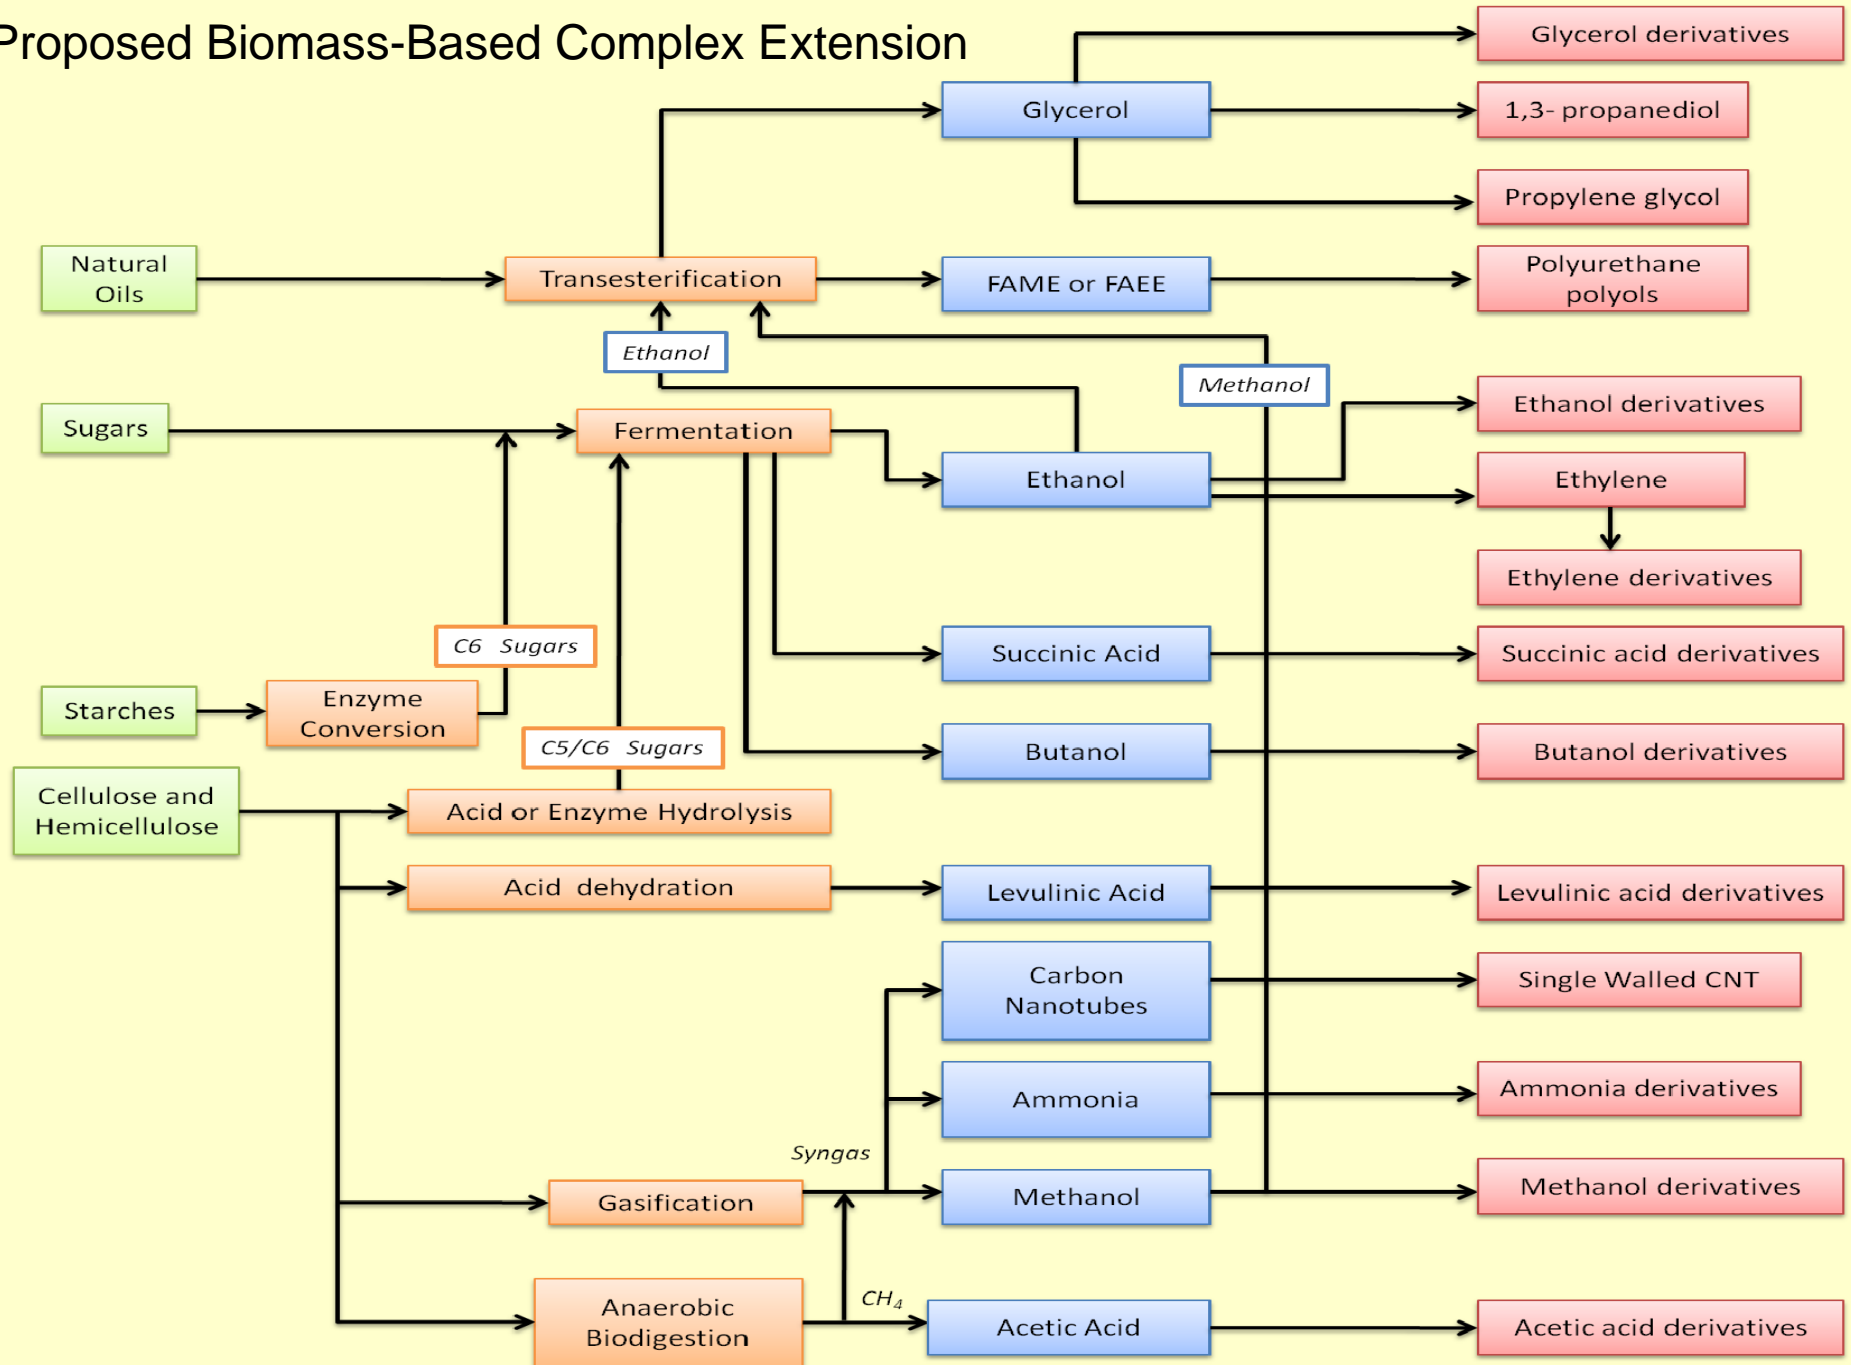 Proposed Biomass-Based Complex Extension
Glycerol derivatives
Glycerol
1,3- propanediol
Propylene glycol
Natural
Oils
Transesterification
FAME or FAEE
Polyurethane
polyols
Ethanol
Methanol
Ethanol derivatives
Sugars
Fermentation
Ethanol
Ethylene
Ethylene derivatives
C6 Sugars
Succinic Acid
Succinic acid derivatives
Starches
Enzyme
Conversion
C5/C6 Sugars
Butanol
Butanol derivatives
Cellulose and
Hemicellulose
Acid or Enzyme Hydrolysis
Acid dehydration
Levulinic Acid
Levulinic acid derivatives
Carbon
Nanotubes
Single Walled CNT
Ammonia
Ammonia derivatives
Syngas
Gasification
Methanol
Methanol derivatives
Anaerobic
Biodigestion
CH₄
Acetic Acid
Acetic acid derivatives